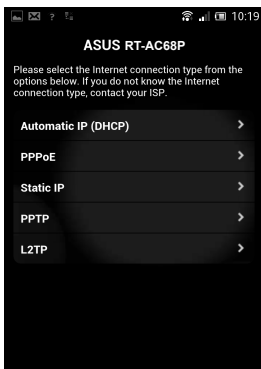 10:19
ASUS RT-AC68P
Please select the Internet connection type from the
options below. If you do not know the Internet
connection type, contact your ISP.
Automatic IP (DHCP)
PPPoE
Static IP
PPTP
L2TP